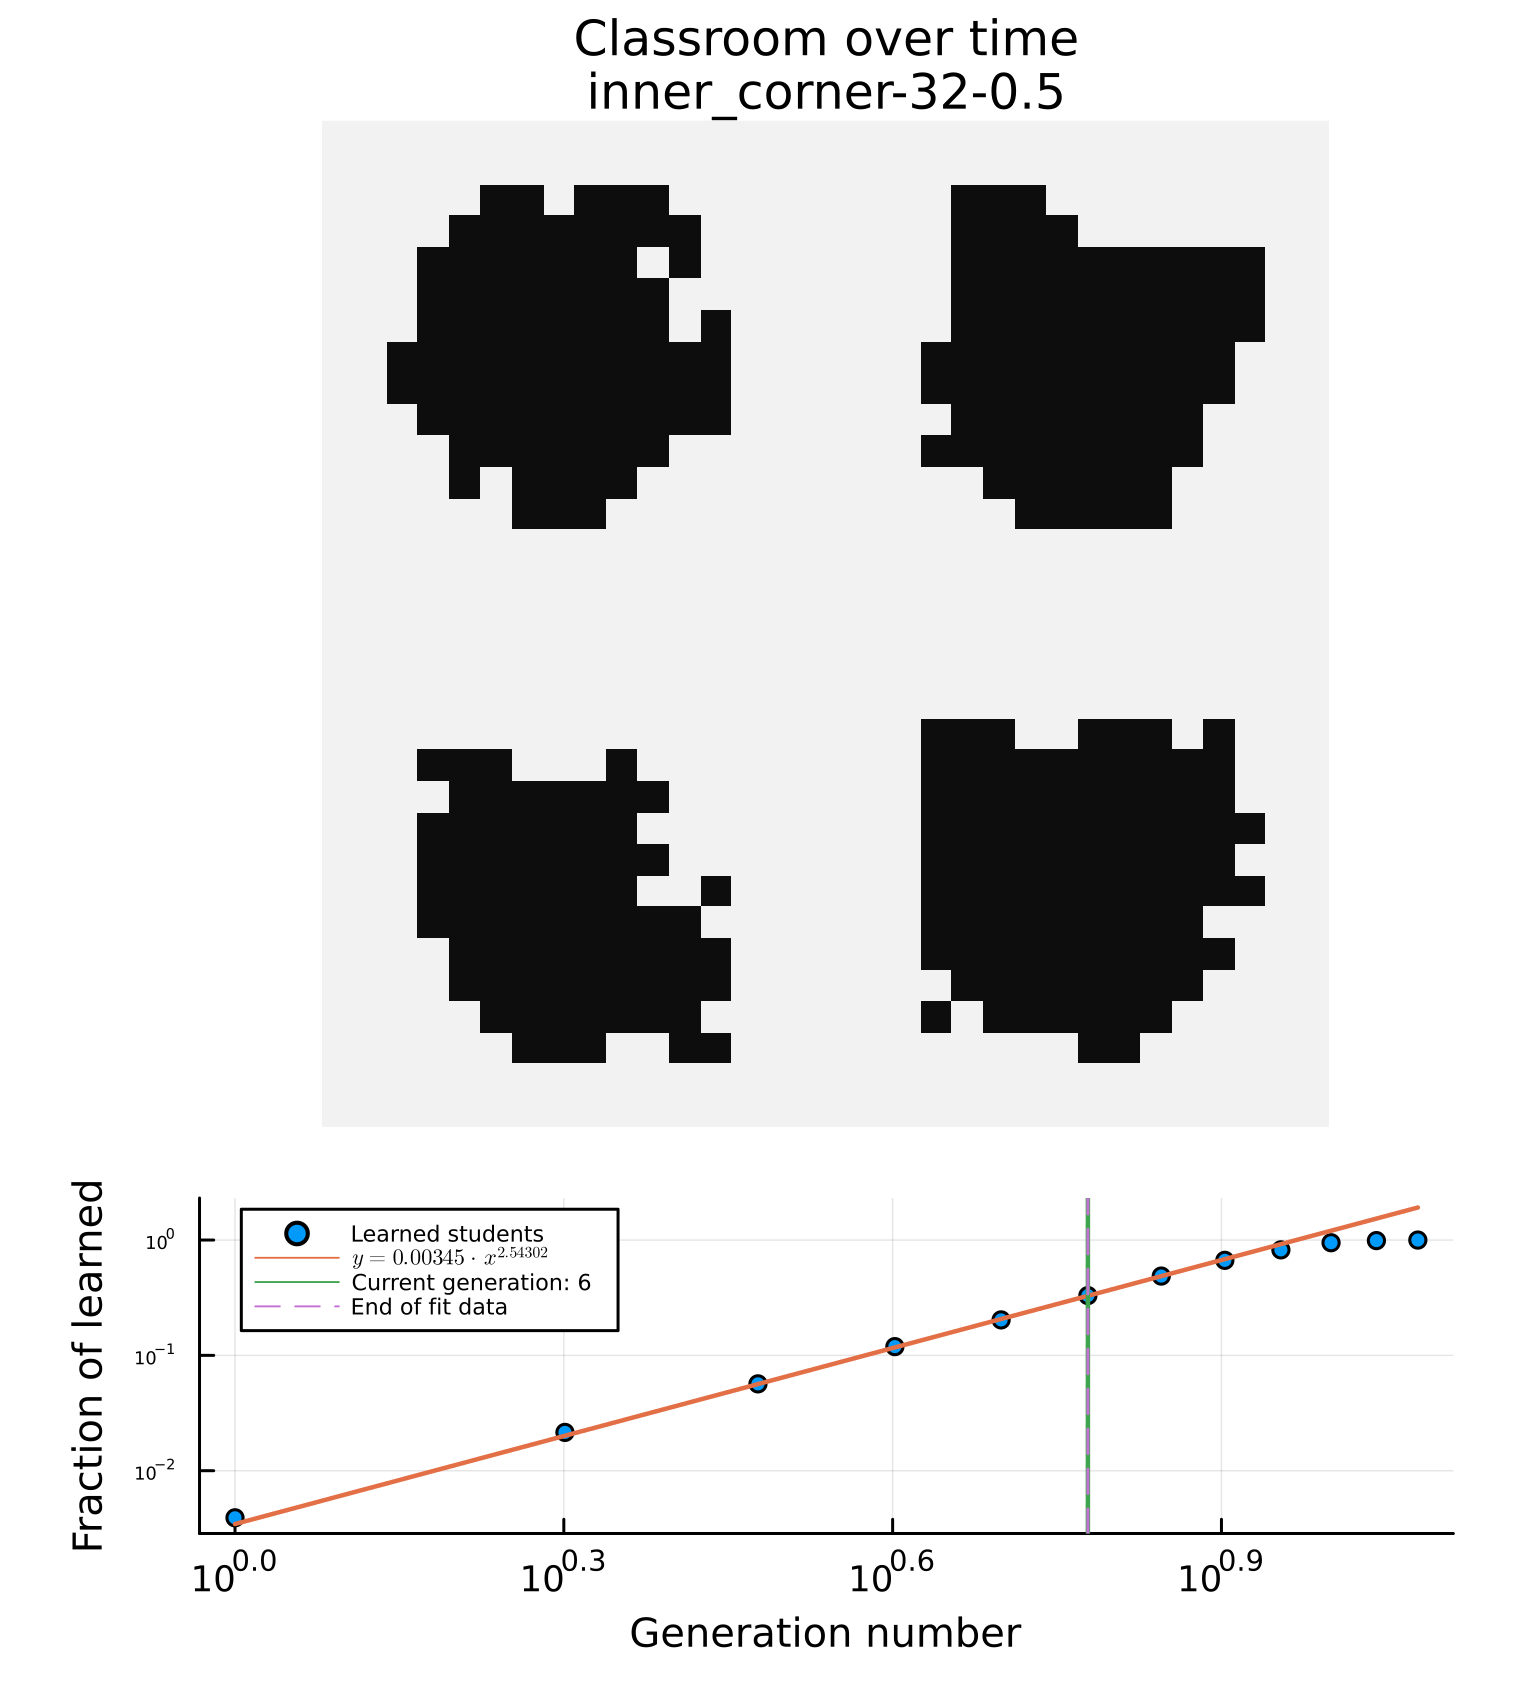 Classroom over time
inner_corner-32-0.5
Fraction of learned
10⁰
10⁻¹
10⁻²
Learned students
y = 0.00345 · x^2.54302
Current generation: 6
End of fit data
10^0.0 10^0.3 10^0.6 10^0.9
Generation number